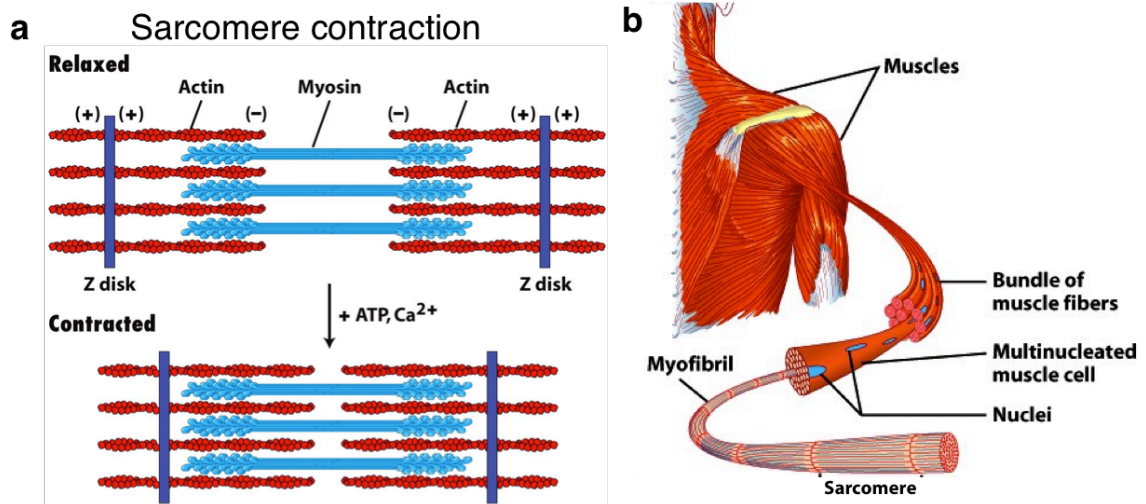 a
Sarcomere contraction
Relaxed
Actin
Myosin
Actin
(+) (+)
(−)
(−)
(+) (+)
Z disk
Z disk
+ ATP, Ca2+
Contracted
b
Muscles
Bundle of
muscle fibers
Multinucleated
muscle cell
Myofibril
Nuclei
Sarcomere